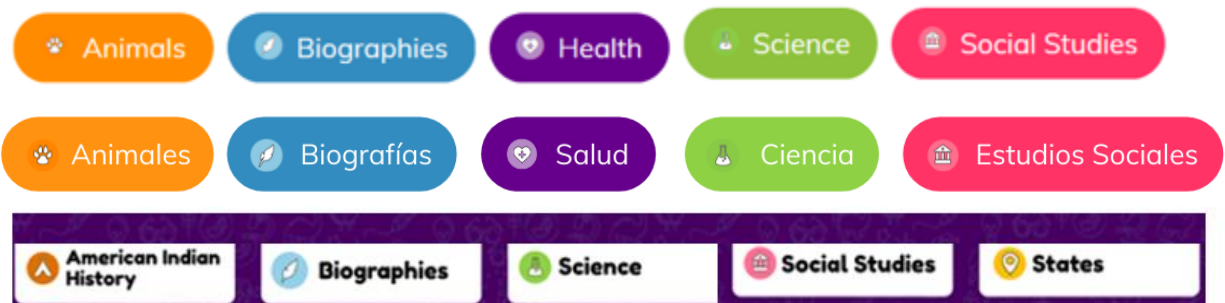 Animals Biographies Health Science Social Studies
Animales Biografías Salud Ciencia Estudios Sociales
American Indian History Biographies Science Social Studies States